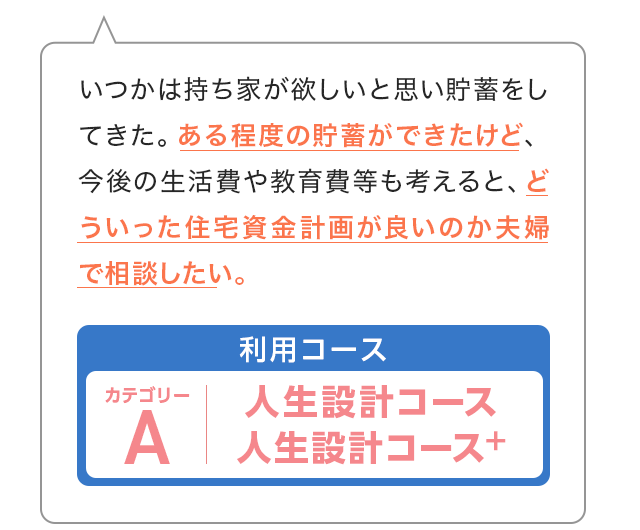 いつかは持ち家が欲しいと思い貯蓄をし
てきた。ある程度の貯蓄ができたけど、
今後の生活費や教育費等も考えると、ど
ういった住宅資金計画が良いのか夫婦
で相談したい。
利用コース
カテゴリー
A
人生設計コース
人生設計コース+